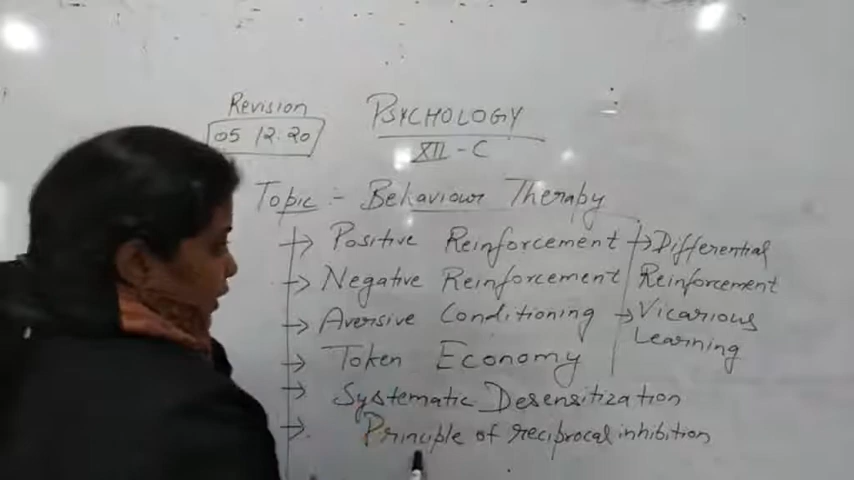 Revision
05/12.20
PSYCHOLOGY
XII-C
Topic :- Behaviour Therapy
→ Positive Reinforcement
→ Negative Reinforcement
→ Aversive Conditioning
→ Token Economy
→ Systematic Desensitization
→ Principle of reciprocal inhibition
→ Differential
Reinforcement
→ Vicarious
Learning